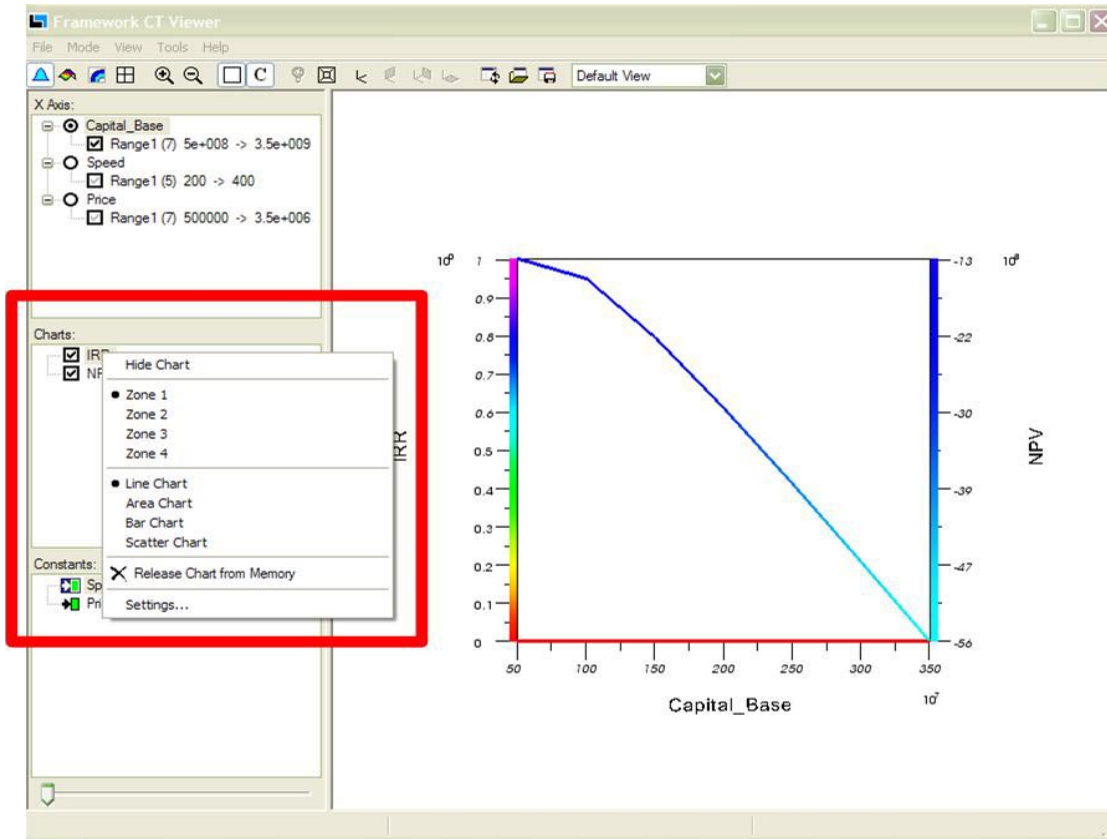 Framework CT Viewer
File Mode View Tools Help
C Default View
X Axis:
Capital_Base
Range1 (7) 5e+008 -> 3.5e+009
Speed
Range1 (5) 200 -> 400
Price
Range1 (7) 500000 -> 3.5e+006
Charts:
IRR
Hide Chart
Zone 1
Zone 2
Zone 3
Zone 4
Line Chart
Area Chart
Bar Chart
Scatter Chart
Release Chart from Memory
Settings...
Constants:
Sp
Pri
IRR
10⁰
1
0.9
0.8
0.7
0.6
0.5
0.4
0.3
0.2
0.1
0
50 100 150 200 250 300 350
Capital_Base
10⁷
-13
-22
-30
-39
-47
-56
NPV